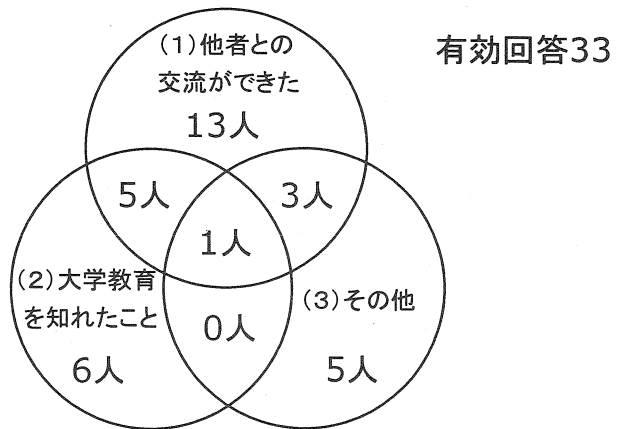 有効回答33
(1)他者との
交流ができた
13人
5人
3人
1人
(2)大学教育
を知れたこと
6人
0人
(3)その他
5人